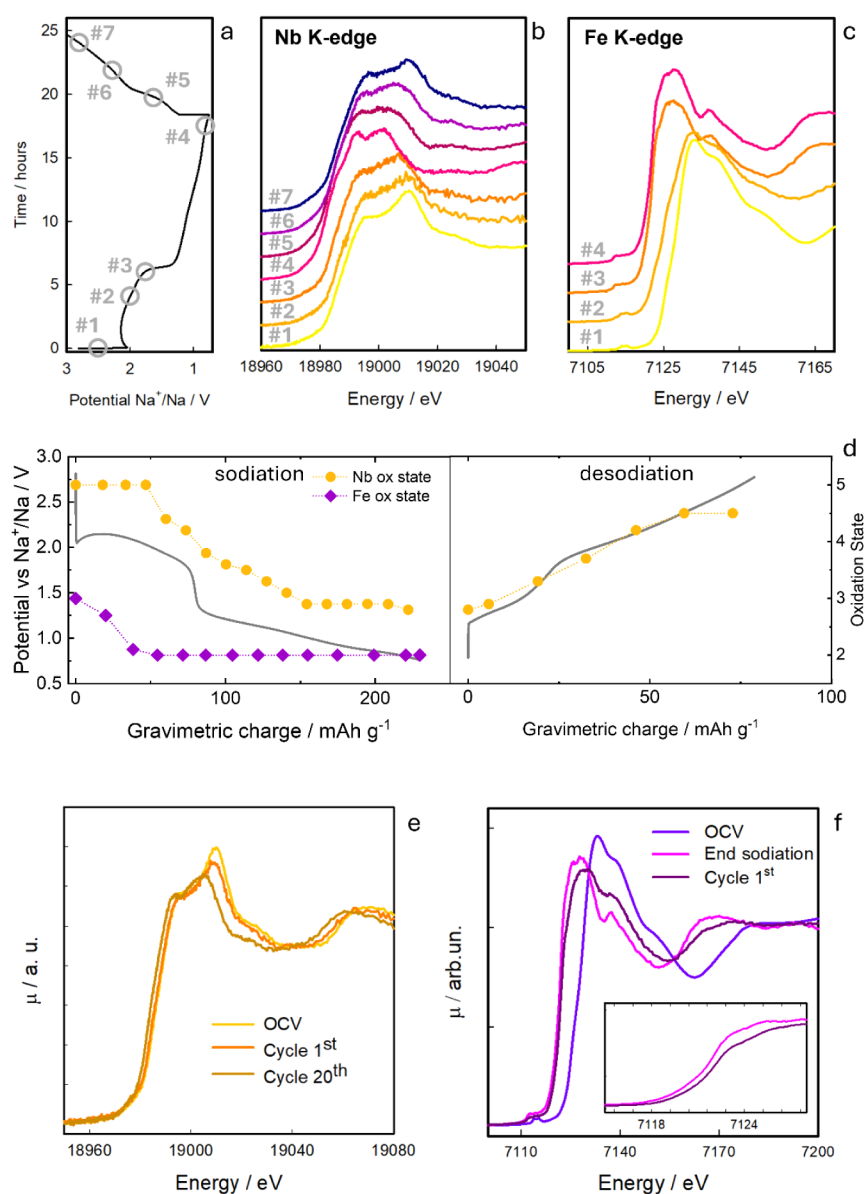 a
25
20
15
10
5
0
Time / hours
#7
#6
#5
#4
#3
#2
#1
3
2
1
Potential Na⁺/Na / V
b
Nb K-edge
#7
#6
#5
#4
#3
#2
#1
18960
18980
19000
19020
19040
Energy / eV
c
Fe K-edge
#4
#3
#2
#1
7105
7125
7145
7165
Energy / eV
d
sodiation
desodiation
Nb ox state
Fe ox state
3.0
2.5
2.0
1.5
1.0
0.5
Potential vs Na⁺/Na / V
5
4
3
2
Oxidation State
0
100
200
Gravimetric charge / mAh g⁻¹
0
50
100
Gravimetric charge / mAh g⁻¹
e
μ / a. u.
OCV
Cycle 1ˢᵗ
Cycle 20ᵗʰ
18960
19000
19040
19080
Energy / eV
f
μ / arb.un.
OCV
End sodiation
Cycle 1ˢᵗ
7118
7124
7110
7140
7170
7200
Energy / eV